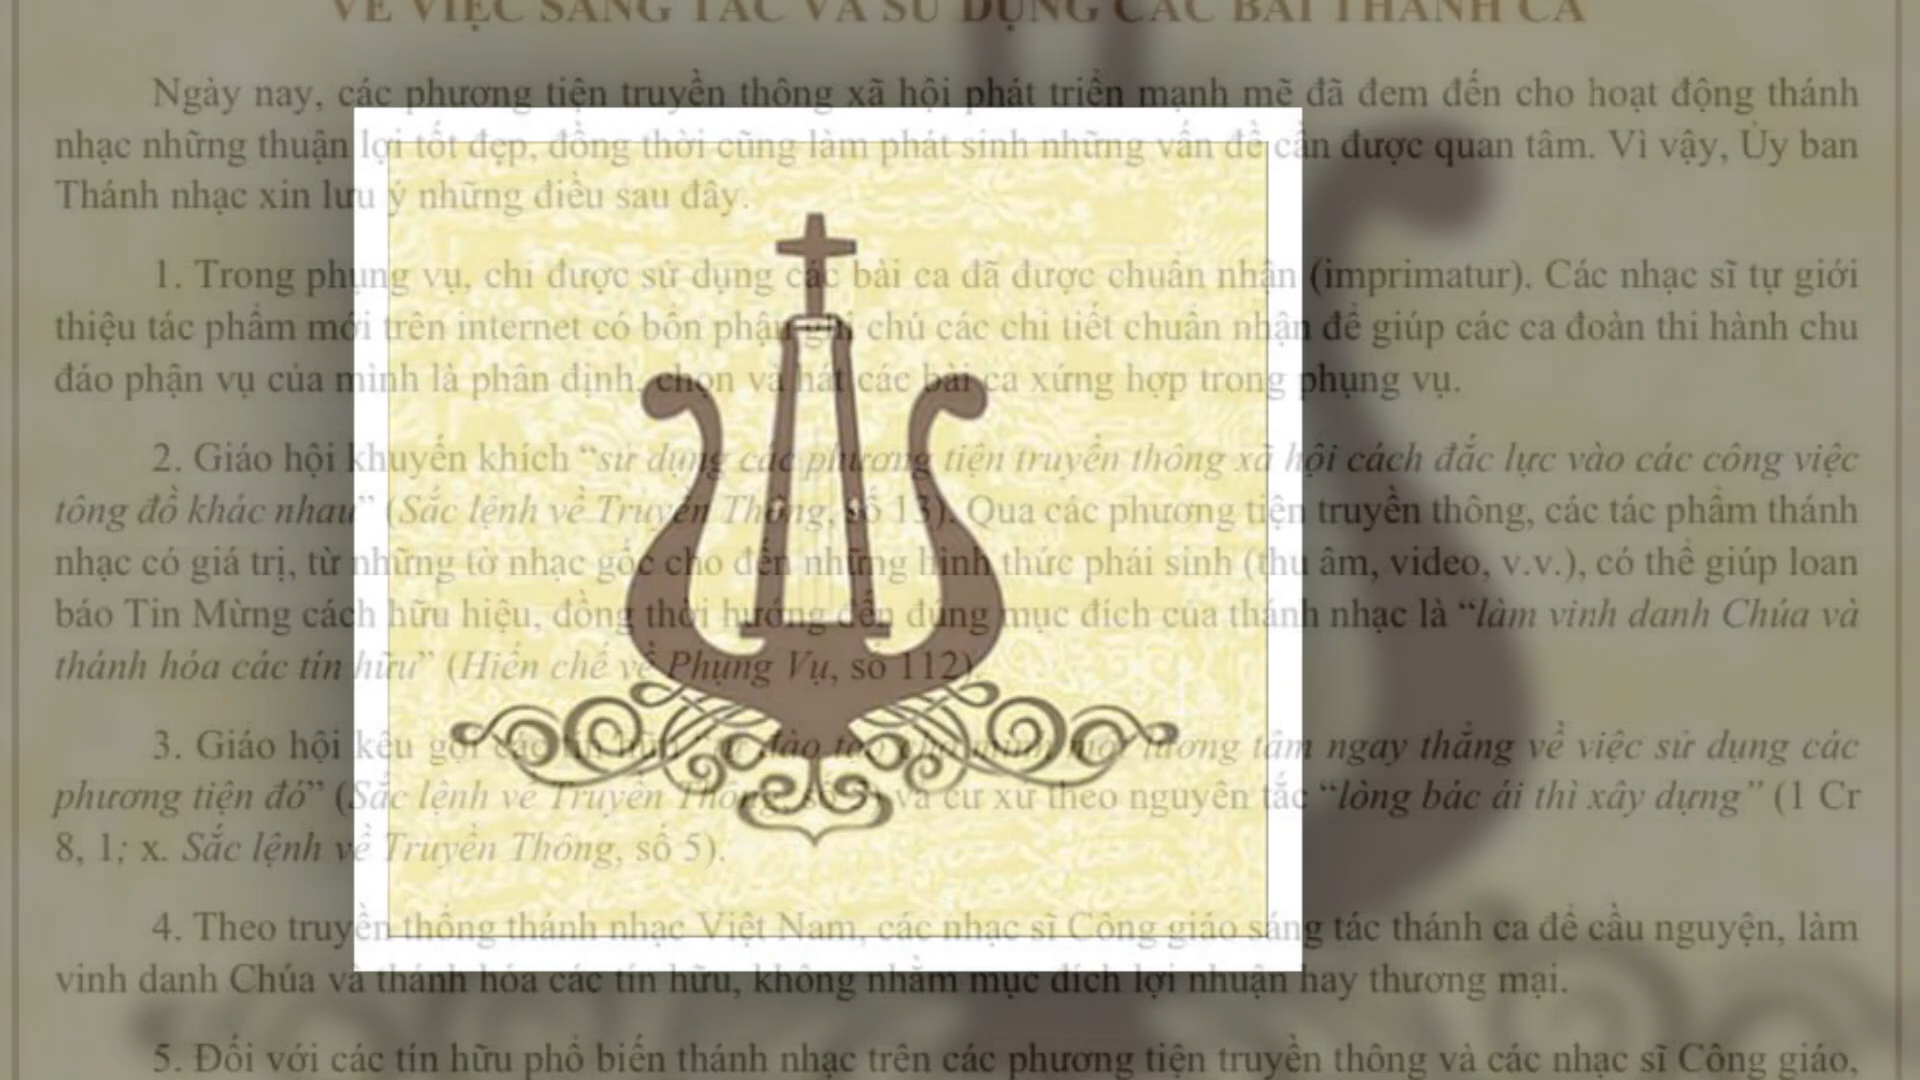 VỀ VIỆC SÁNG TÁC VÀ SỬ DỤNG CÁC BÀI THÁNH CA
Ngày nay, các phương tiện truyền thông xã hội phát triển mạnh mẽ đã đem đến cho hoạt động thánh
nhạc những thuận lợi tốt đẹp, đồng thời cũng làm phát sinh những vấn đề cần được quan tâm. Vì vậy, Ủy ban
Thánh nhạc xin lưu ý những điều sau đây.
1. Trong phụng vụ, chỉ được sử dụng các bài ca đã được chuẩn nhận (imprimatur). Các nhạc sĩ tự giới
thiệu tác phẩm mới trên internet có bổn phận ghi chú các chi tiết chuẩn nhận để giúp các ca đoàn thi hành chu
đáo phận vụ của mình là phân định, chọn và hát các bài ca xứng hợp trong phụng vụ.
2. Giáo hội khuyến khích “sử dụng các phương tiện truyền thông xã hội cách đắc lực vào các công việc
tông đồ khác nhau” (Sắc lệnh về Truyền Thông, số 13). Qua các phương tiện truyền thông, các tác phẩm thánh
nhạc có giá trị, từ những tờ nhạc gốc cho đến những hình thức phái sinh (thu âm, video, v.v.), có thể giúp loan
báo Tin Mừng cách hữu hiệu, đồng thời hướng đến đúng mục đích của thánh nhạc là “làm vinh danh Chúa và
thánh hóa các tín hữu” (Hiến chế về Phụng Vụ, số 112).
3. Giáo hội kêu gọi các tín hữu tạo cho mình một lương tâm ngay thẳng về việc sử dụng các
phương tiện đó” (Sắc lệnh về Truyền Thông, và cư xử theo nguyên tắc “lòng bác ái thì xây dựng” (1 Cr
8, 1; x. Sắc lệnh về Truyền Thông, số 5).
4. Theo truyền thống thánh nhạc Việt Nam, các nhạc sĩ Công giáo sáng tác thánh ca để cầu nguyện, làm
vinh danh Chúa và thánh hóa các tín hữu, không nhằm mục đích lợi nhuận hay thương mại.
5. Đối với các tín hữu phổ biến thánh nhạc trên các phương tiện truyền thông và các nhạc sĩ Công giáo,